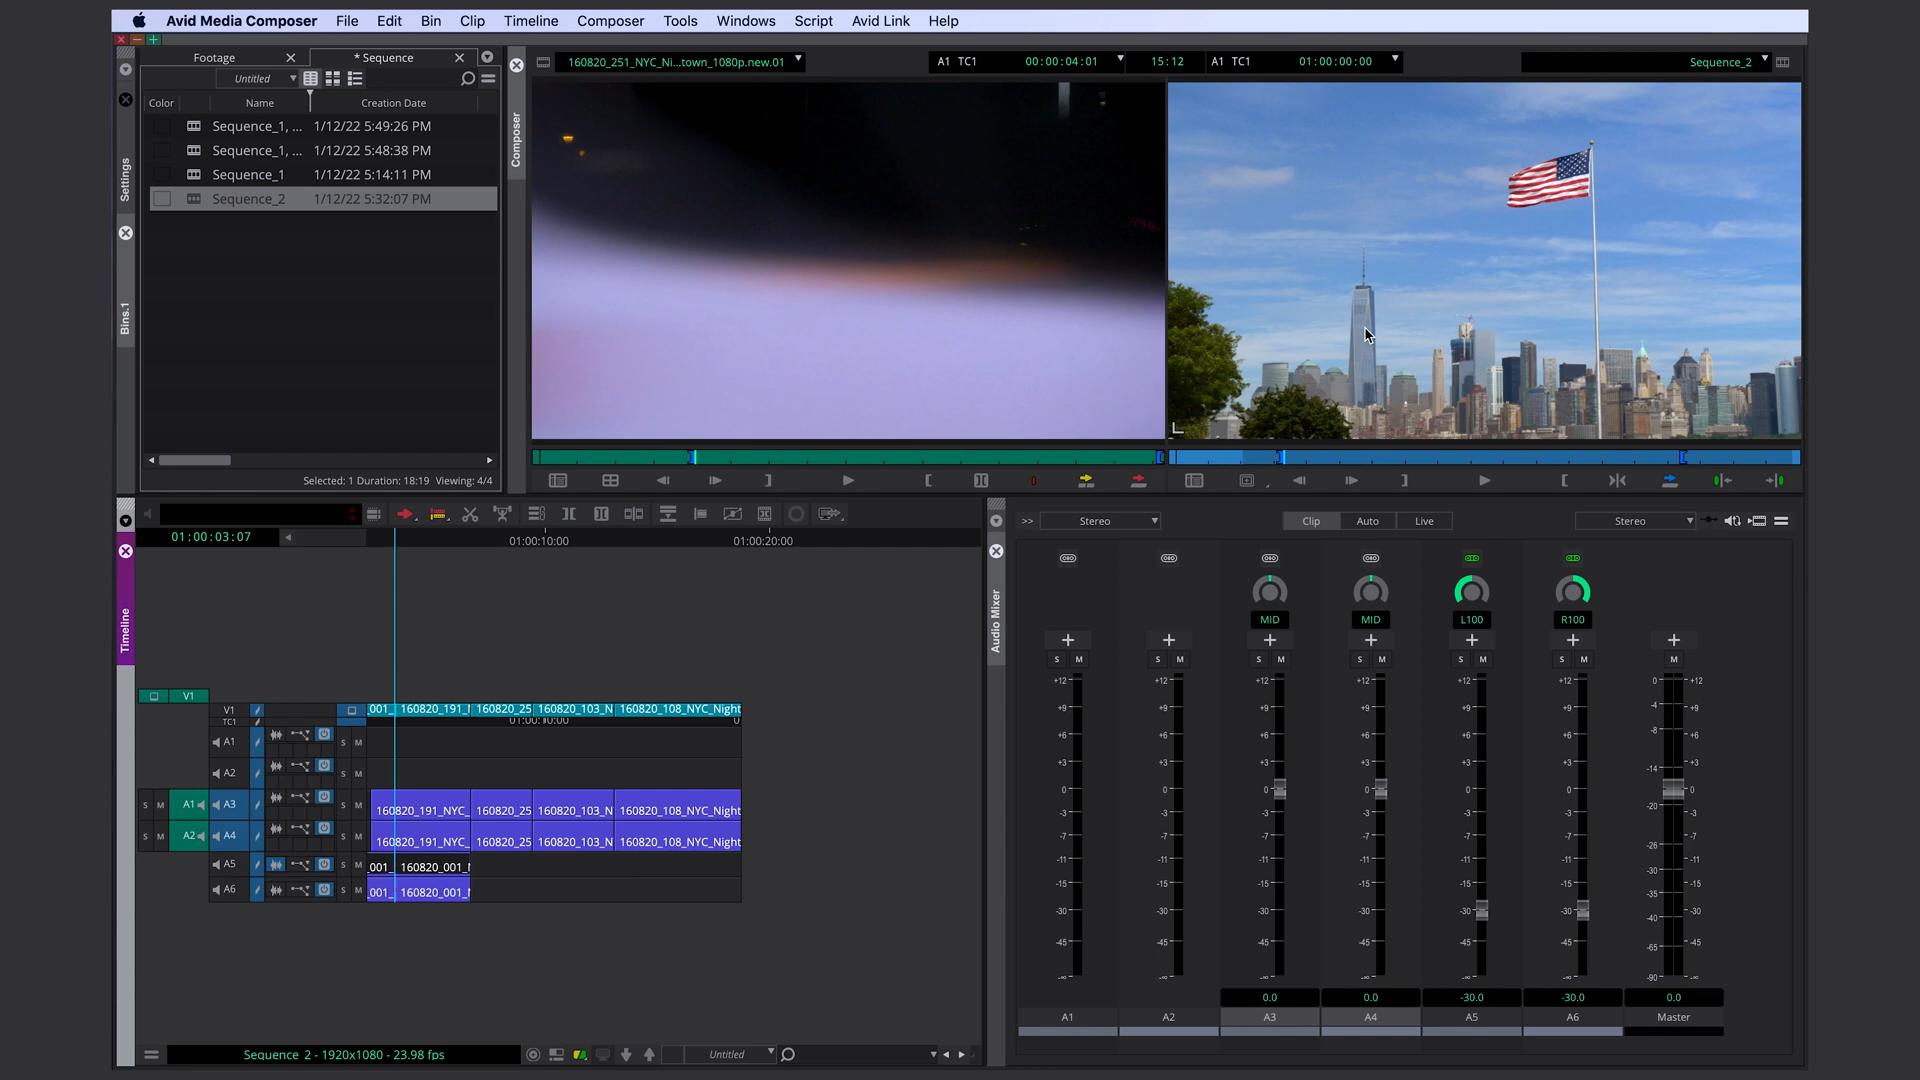 Avid Media Composer File Edit Bin Clip Timeline Composer Tools Windows Script Avid Link Help
Footage * Sequence
Untitled
Color Name Creation Date
Sequence_1, ... 1/12/22 5:49:26 PM
Sequence_1, ... 1/12/22 5:48:38 PM
Sequence_1 1/12/22 5:14:11 PM
Sequence_2 1/12/22 5:32:07 PM
Selected: 1 Duration: 18:19 Viewing: 4/4
Settings
Bins.1
Composer
160820_251_NYC_Ni...town_1080p.new.01 A1 TC1 00:00:04:01 15:12 A1 TC1 01:00:00:00 Sequence_2
Timeline
01:00:03:07
01:00:10:00 01:00:20:00
V1
V1 _001_ 160820_191_N 160820_25 160820_103_N 160820_108_NYC_Night
TC1 01:00:10:00 0
A1 S M
A2 S M
S M A1 A3 S M 160820_191_NYC_ 160820_25 160820_103_N 160820_108_NYC_Night
S M A2 A4 S M 160820_191_NYC_ 160820_25 160820_103_N 160820_108_NYC_Night
A5 S M _001_ 160820_001_N
A6 S M _001_ 160820_001_N
Sequence_2 - 1920x1080 - 23.98 fps Untitled
Audio Mixer
>> Stereo Clip Auto Live Stereo
MID MID L100 R100
+ + + + + + +
S M S M S M S M S M S M M
+12 +12 +12 +12 +12 +12 0 +12
+9 +9 +9 +9 +9 +9 -4 +9
+6 +6 +6 +6 +6 +6 -8 +6
+3 +3 +3 +3 +3 +3 -14 +3
0 0 0 0 0 0 -20 0
-3 -3 -3 -3 -3 -3 -3
-7 -7 -7 -7 -7 -7 -26 -7
-11 -11 -11 -11 -11 -11 -30 -11
-15 -15 -15 -15 -15 -15 -35 -15
-30 -30 -30 -30 -30 -30 -40 -30
-45 -45 -45 -45 -45 -45 -65 -45
-∞ -∞ -∞ -∞ -∞ -∞ -90 -∞
0.0 0.0 -30.0 -30.0 0.0
A1 A2 A3 A4 A5 A6 Master